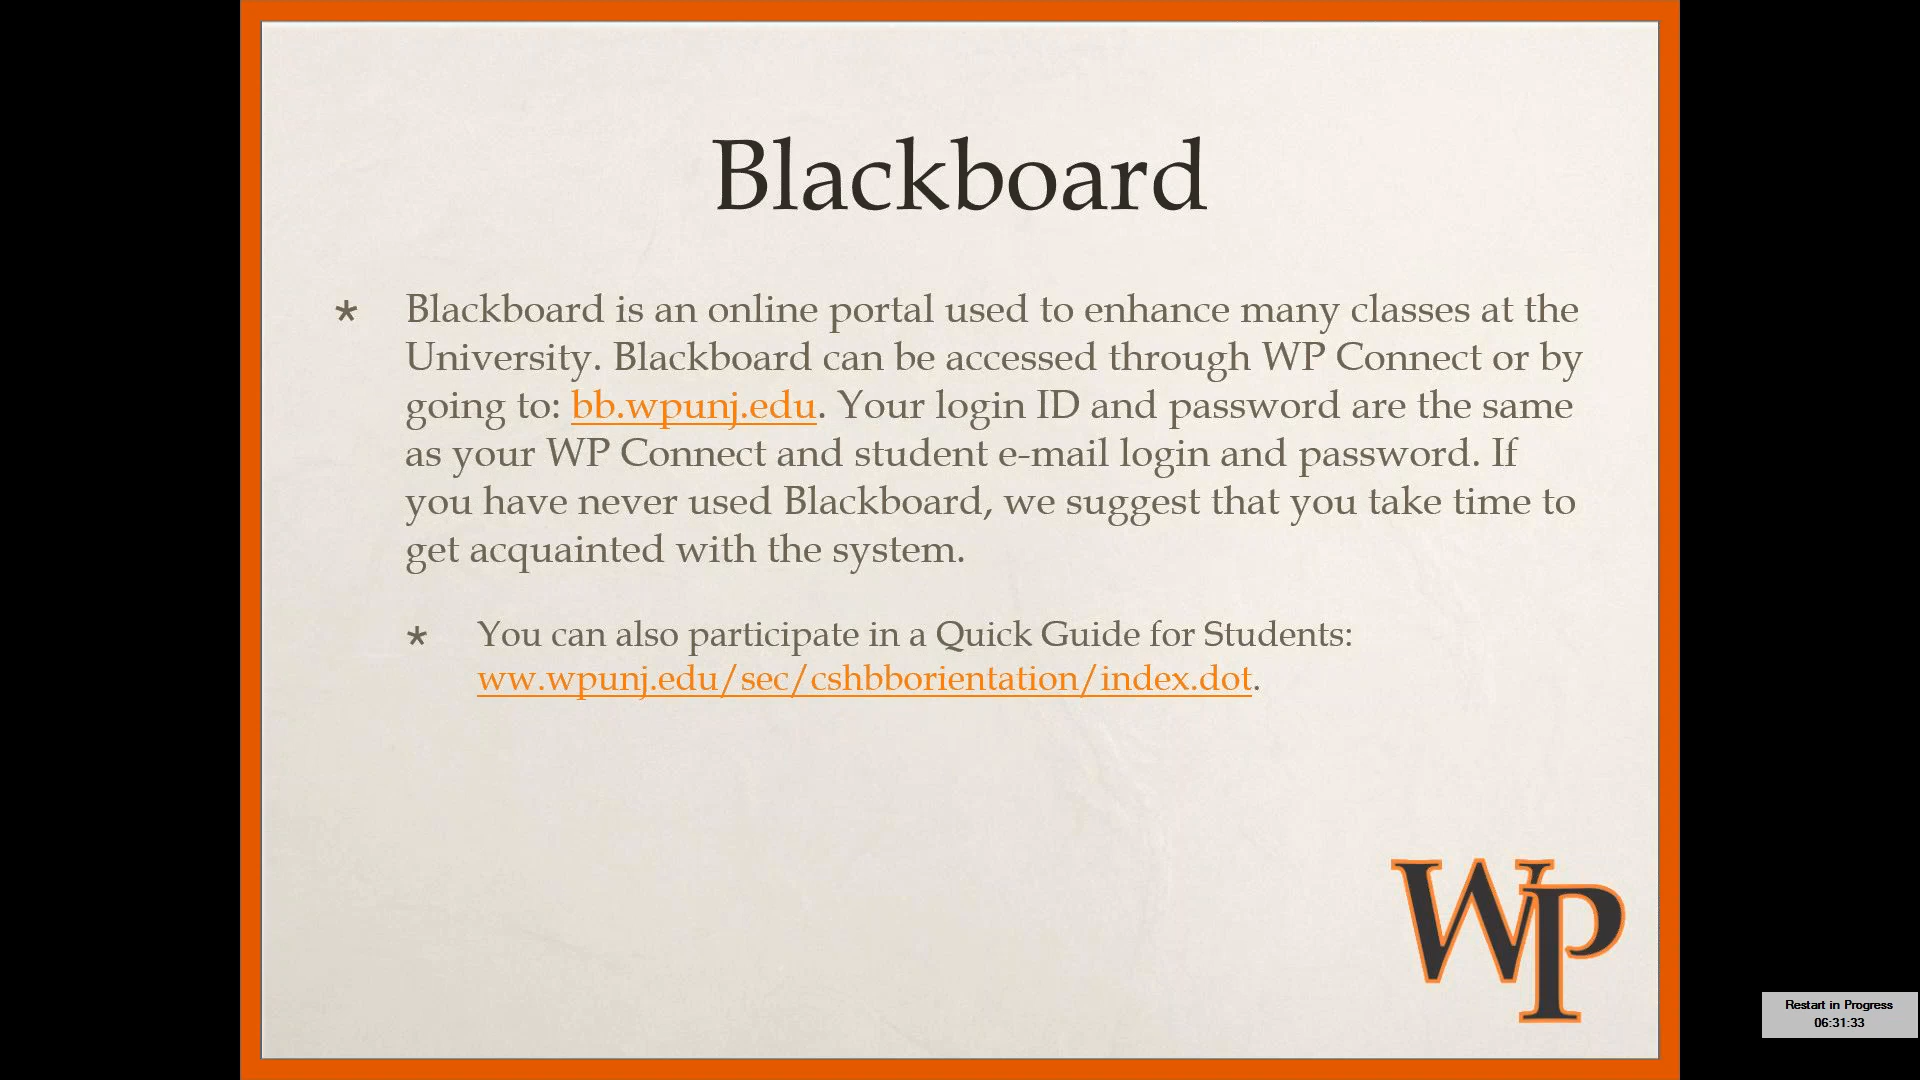 Blackboard
* Blackboard is an online portal used to enhance many classes at the
University. Blackboard can be accessed through WP Connect or by
going to: bb.wpunj.edu. Your login ID and password are the same
as your WP Connect and student e-mail login and password. If
you have never used Blackboard, we suggest that you take time to
get acquainted with the system.
* You can also participate in a Quick Guide for Students:
ww.wpunj.edu/sec/cshbborientation/index.dot.
WP
Restart in Progress
06:31:33